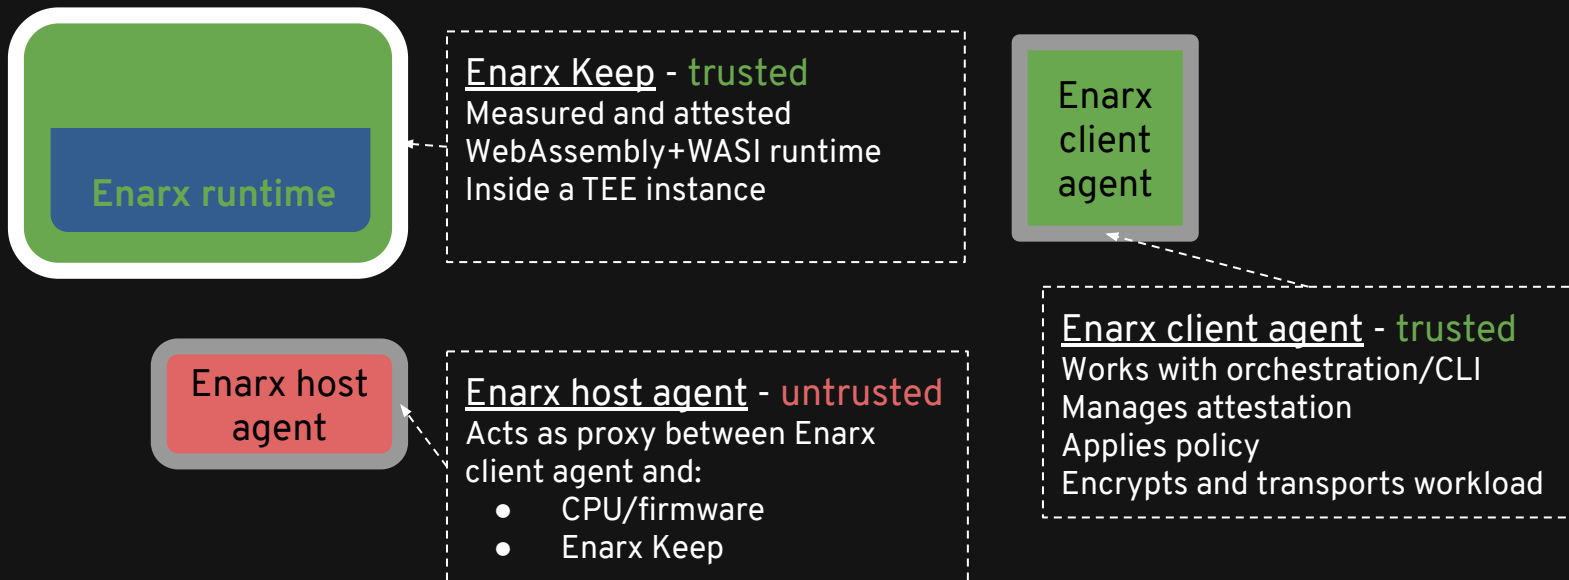 Enarx runtime
Enarx Keep - trusted
Measured and attested
WebAssembly+WASI runtime
Inside a TEE instance
Enarx
client
agent
Enarx client agent - trusted
Works with orchestration/CLI
Manages attestation
Applies policy
Encrypts and transports workload
Enarx host
agent
Enarx host agent - untrusted
Acts as proxy between Enarx
client agent and:
● CPU/firmware
● Enarx Keep